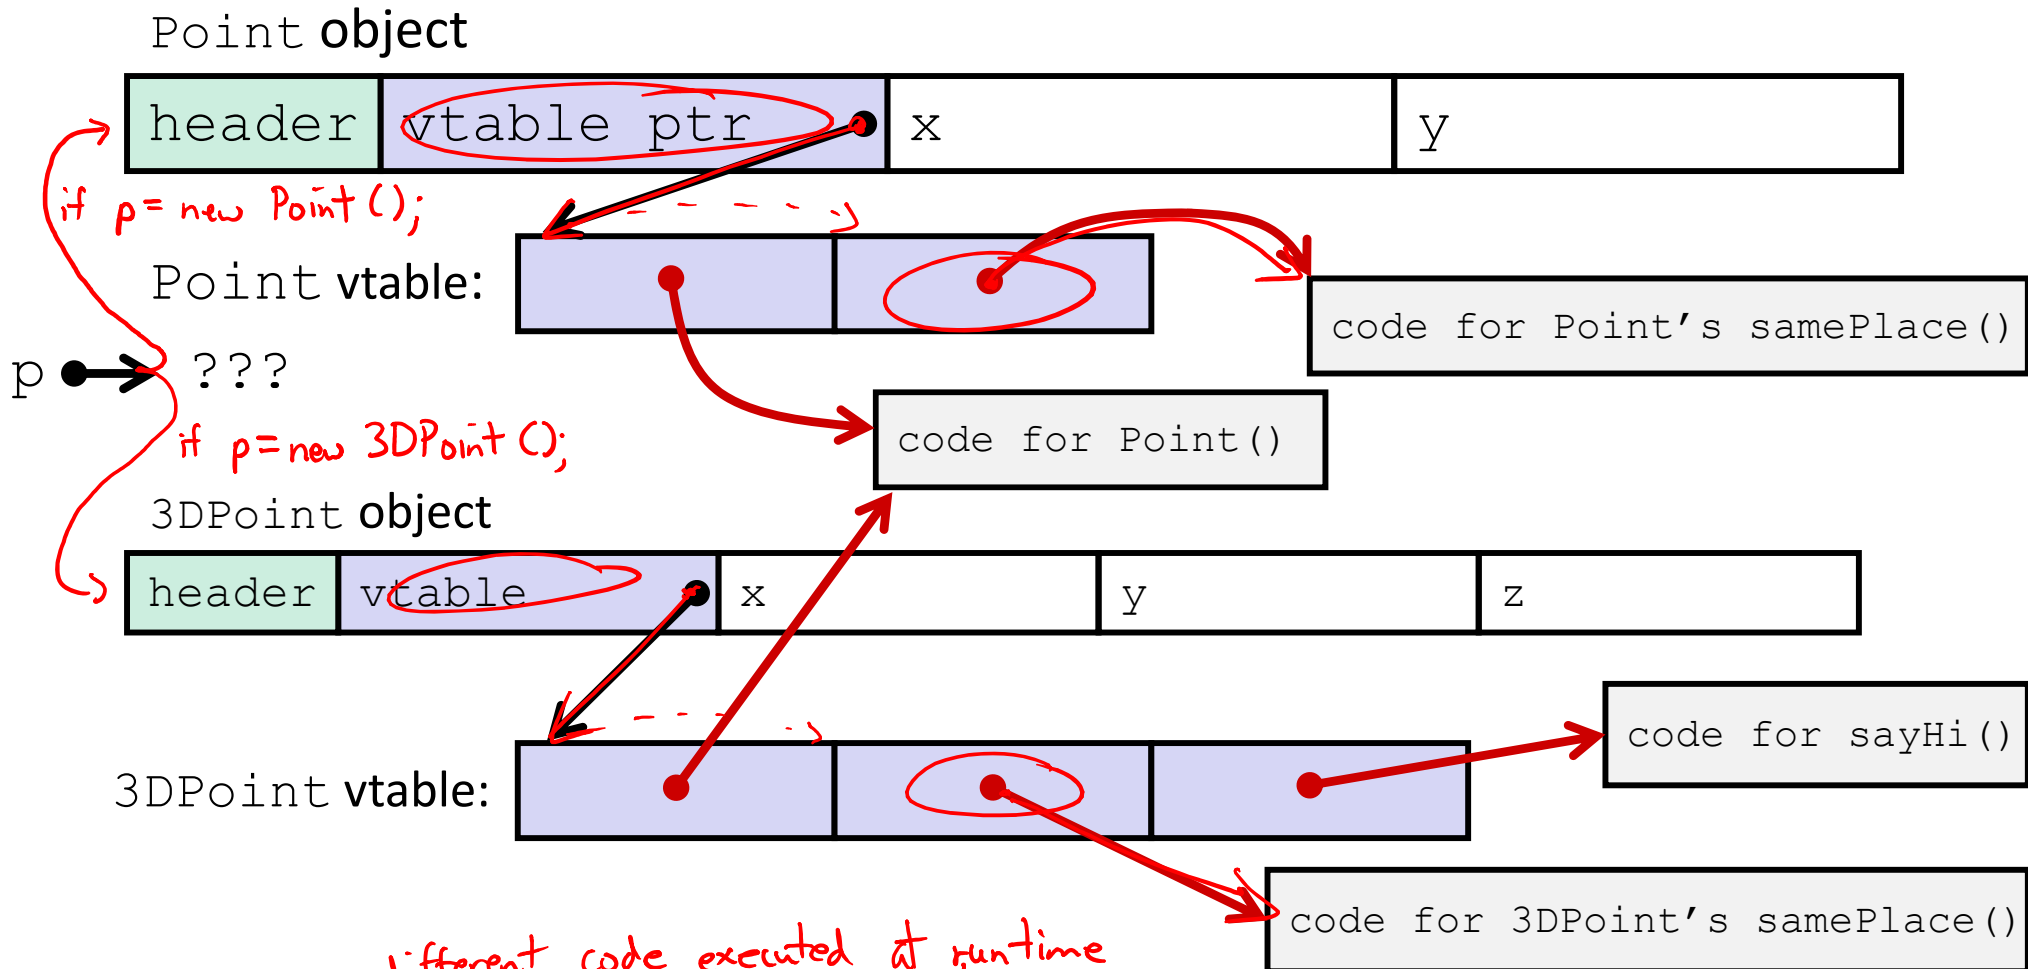 Point object
header vtable ptr x y
if p = new Point ();
Point vtable:
code for Point's samePlace()
p ???
code for Point()
if p = new 3DPoint ();
3DPoint object
header vtable x y z
code for sayHi()
3DPoint vtable:
code for 3DPoint's samePlace()
different code executed at runtime